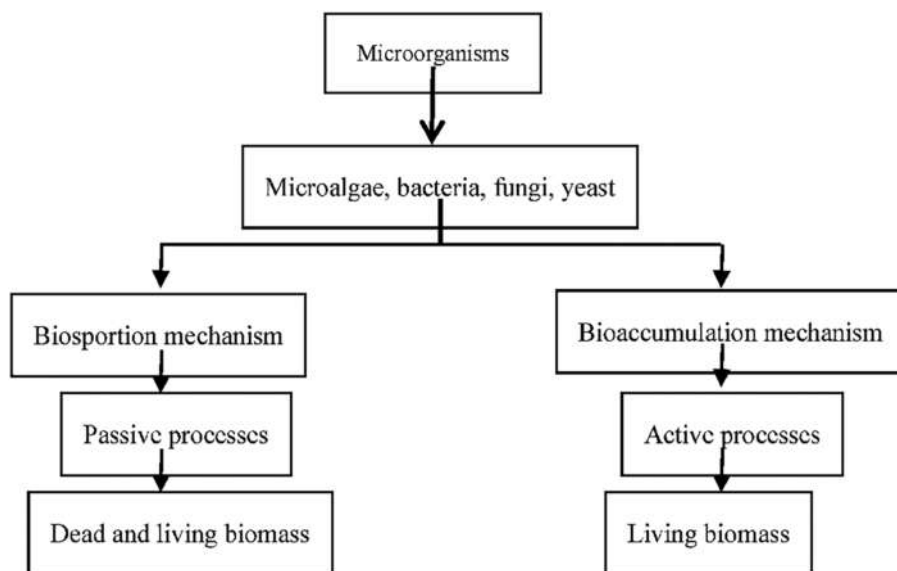 Microorganisms
Microalgae, bacteria, fungi, yeast
Biosportion mechanism
Bioaccumulation mechanism
Passive processes
Active processes
Dead and living biomass
Living biomass